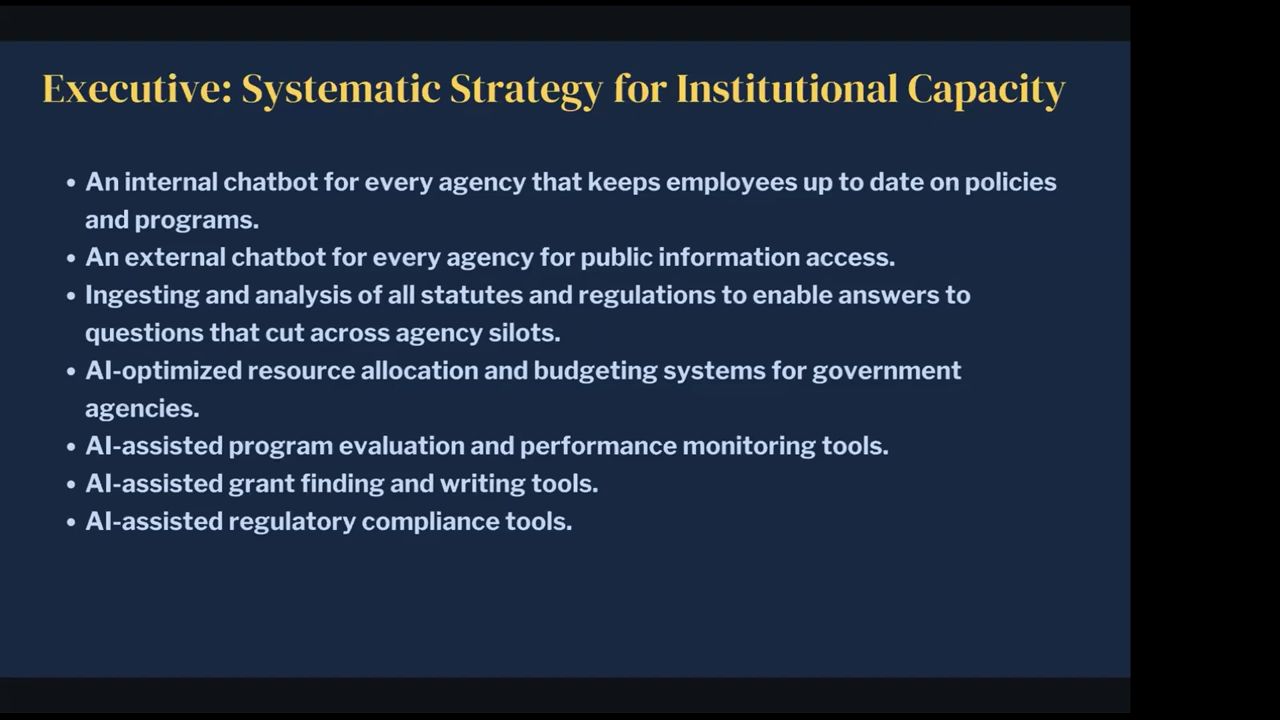 Executive: Systematic Strategy for Institutional Capacity
• An internal chatbot for every agency that keeps employees up to date on policies
and programs.
• An external chatbot for every agency for public information access.
• Ingesting and analysis of all statutes and regulations to enable answers to
questions that cut across agency silots.
• AI-optimized resource allocation and budgeting systems for government
agencies.
• AI-assisted program evaluation and performance monitoring tools.
• AI-assisted grant finding and writing tools.
• AI-assisted regulatory compliance tools.